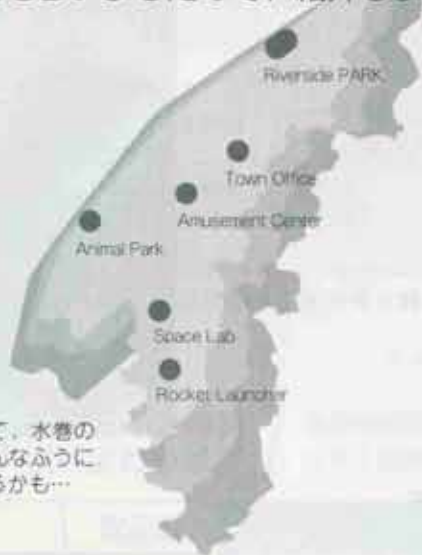 Riverside PARK
Town Office
Amusement Center
Animal Park
Space Lab
Rocket Launcher
て、水巻の
んなふうに
るかも…